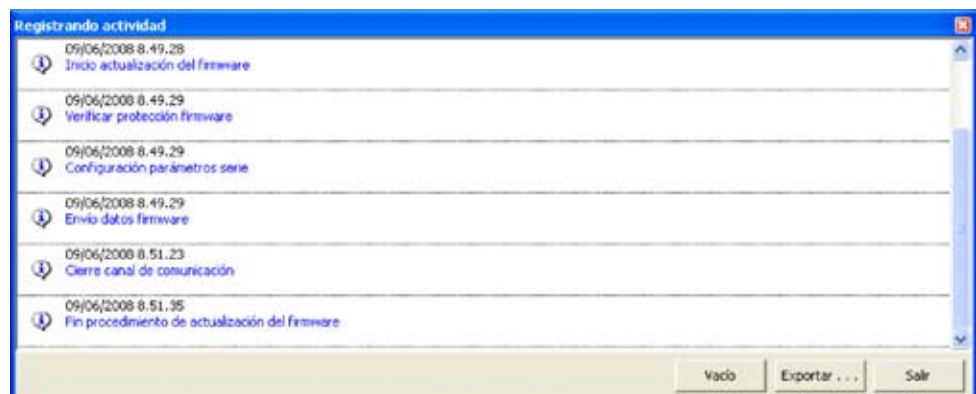 Registrando actividad
09/06/2008 8.49.28
Inicio actualización del firmware
09/06/2008 8.49.29
Verificar protección firmware
09/06/2008 8.49.29
Configuración parámetros serie
09/06/2008 8.49.29
Envío datos firmware
09/06/2008 8.51.23
Cierre canal de comunicación
09/06/2008 8.51.35
Fin procedimiento de actualización del firmware
Vacío Exportar . . . Salir